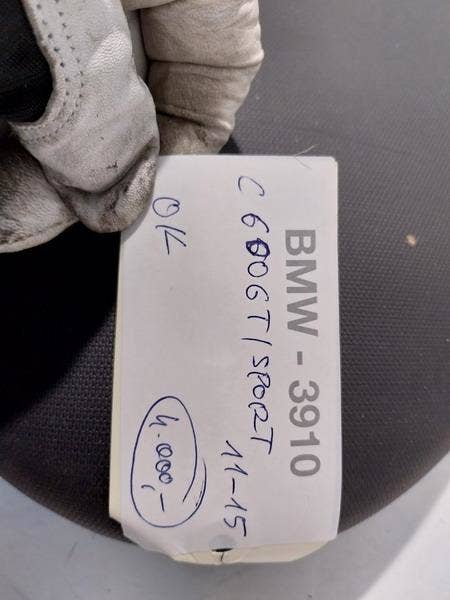 BMW - 3910
C 600GT/SPORT 11-15
OK 4.000,-